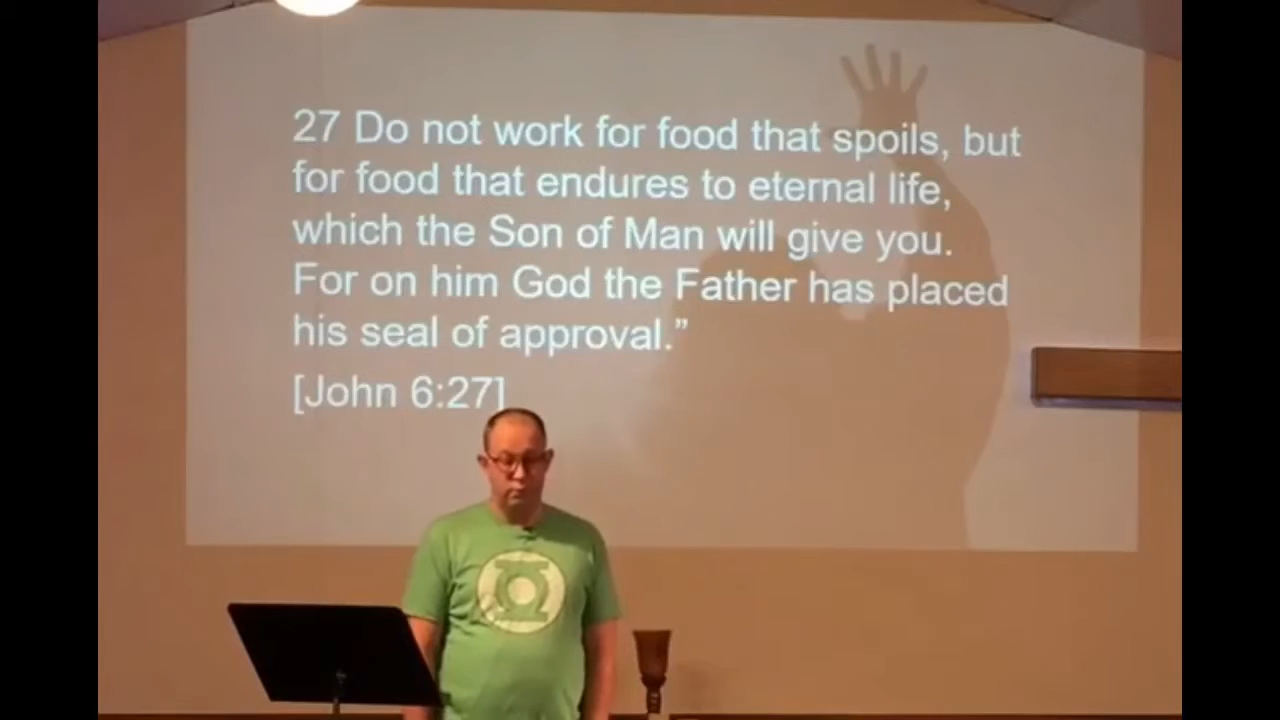 27 Do not work for food that spoils, but
for food that endures to eternal life,
which the Son of Man will give you.
For on him God the Father has placed
his seal of approval.”
[John 6:27]